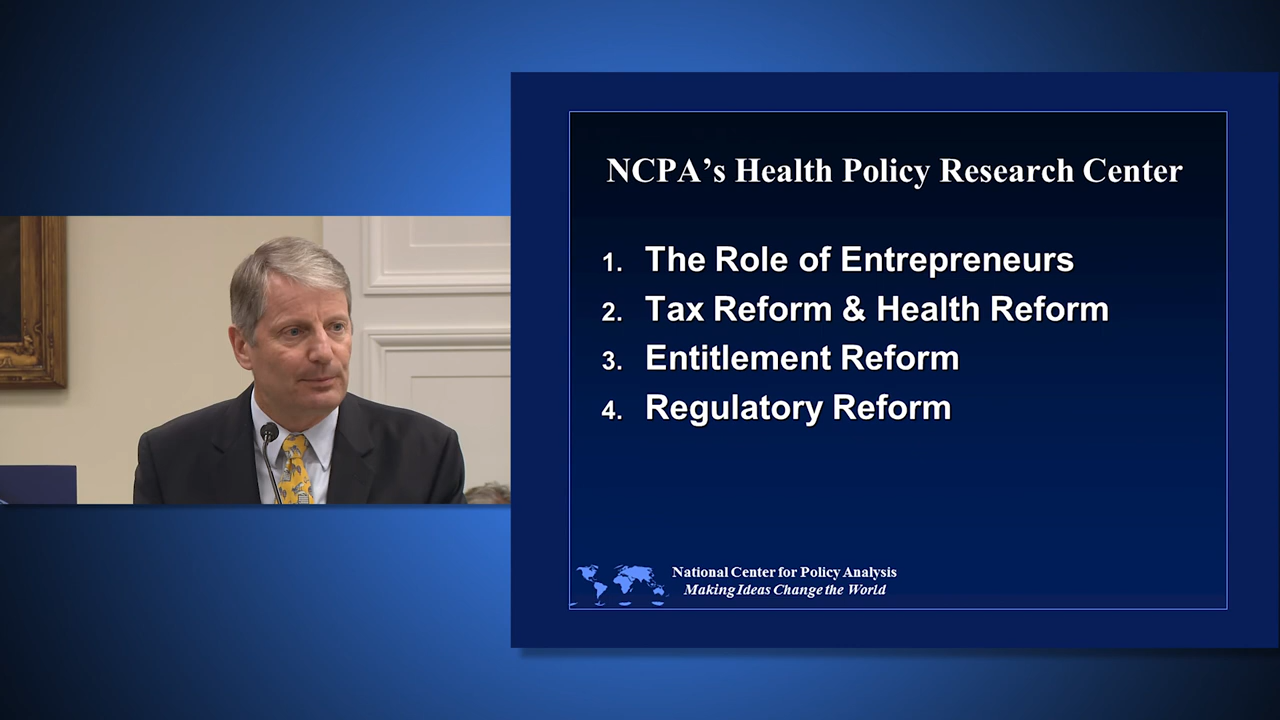 NCPA's Health Policy Research Center
1. The Role of Entrepreneurs
2. Tax Reform & Health Reform
3. Entitlement Reform
4. Regulatory Reform
National Center for Policy Analysis
Making Ideas Change the World